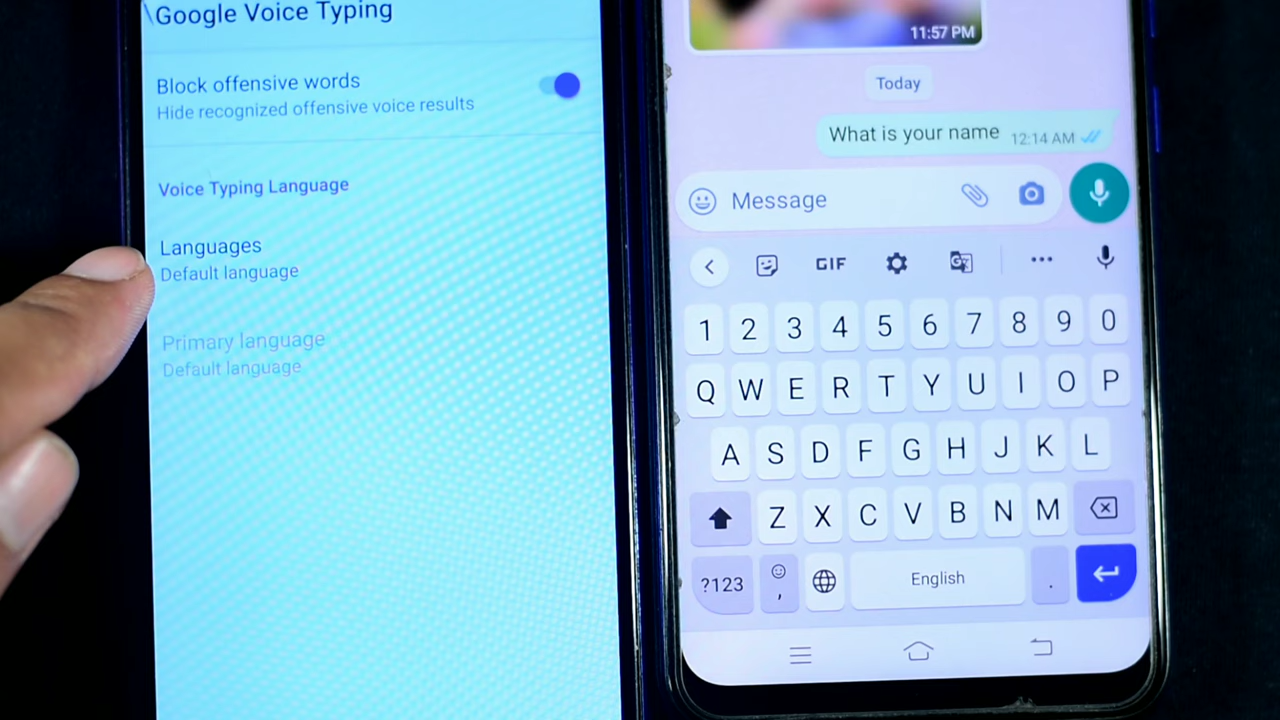 Google Voice Typing
Block offensive words
Hide recognized offensive voice results
Voice Typing Language
Languages
Default language
Primary language
Default language
11:57 PM
Today
What is your name 12:14 AM
Message
GIF
1 2 3 4 5 6 7 8 9 0
Q W E R T Y U I O P
A S D F G H J K L
Z X C V B N M
?123 , English .